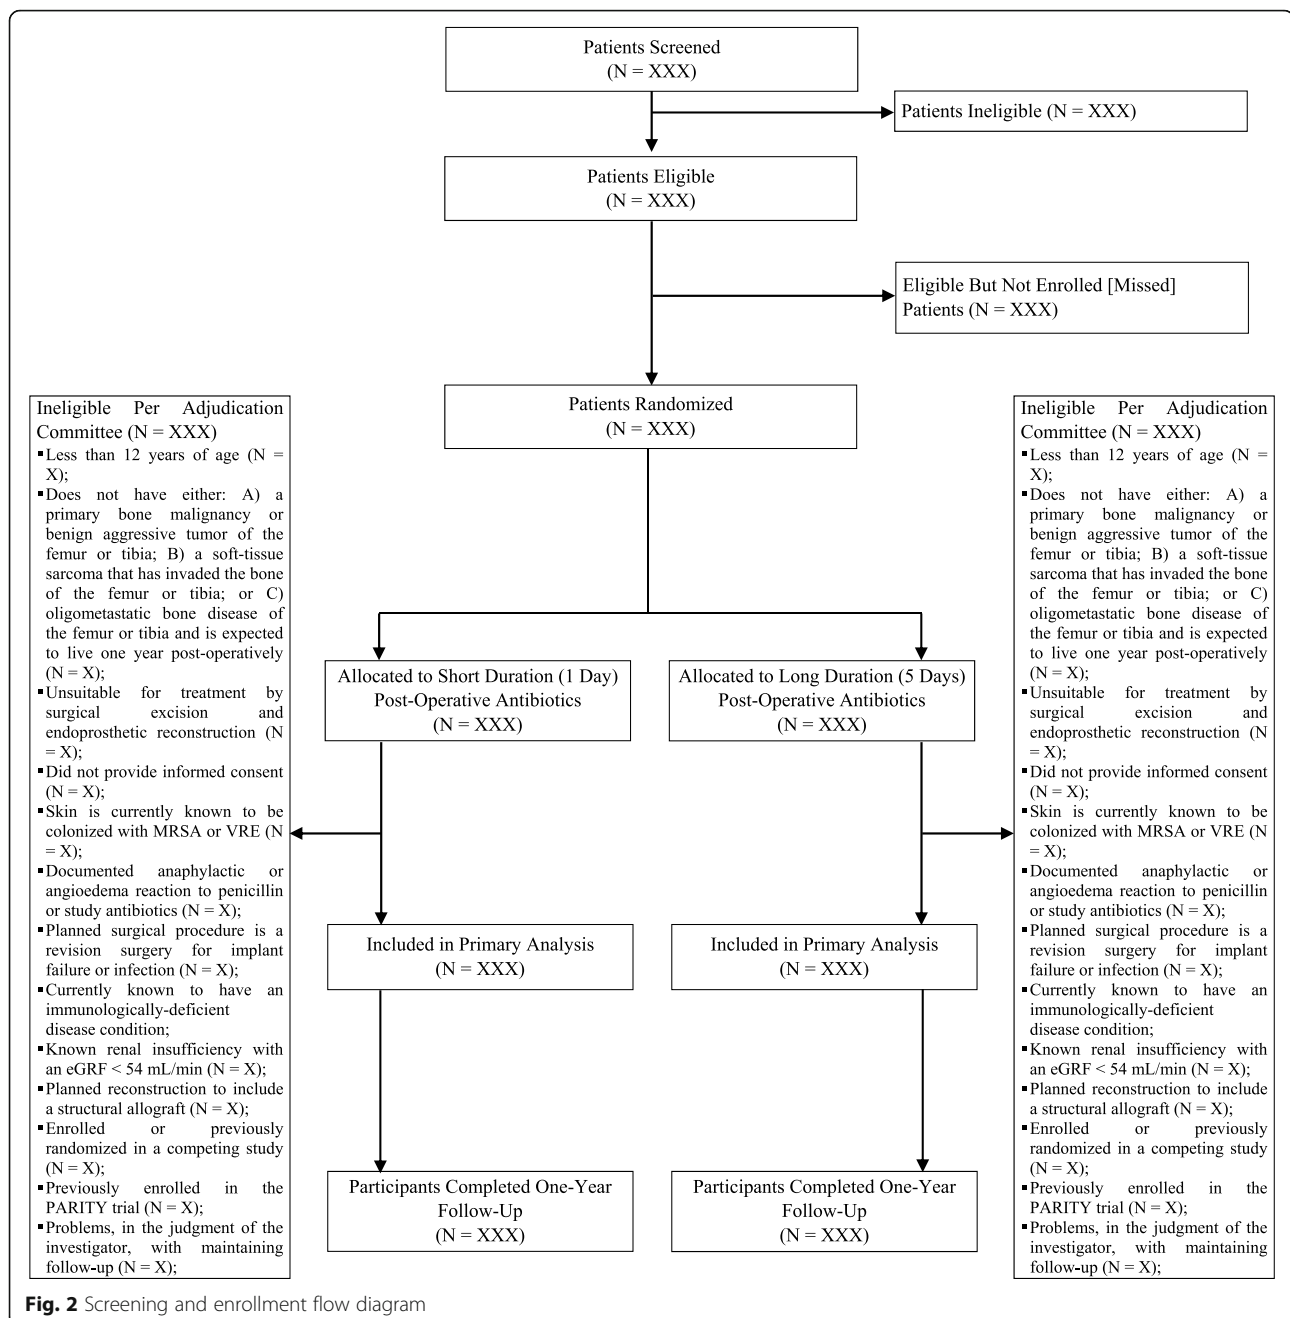 Patients Screened
(N = XXX)
Patients Ineligible (N = XXX)
Patients Eligible
(N = XXX)
Eligible But Not Enrolled [Missed]
Patients (N = XXX)
Patients Randomized
(N = XXX)
Ineligible Per Adjudication
Committee (N = XXX)
▪Less than 12 years of age (N =
X);
▪Does not have either: A) a
primary bone malignancy or
benign aggressive tumor of the
femur or tibia; B) a soft-tissue
sarcoma that has invaded the bone
of the femur or tibia; or C)
oligometastatic bone disease of
the femur or tibia and is expected
to live one year post-operatively
(N = X);
▪Unsuitable for treatment by
surgical excision and
endoprosthetic reconstruction (N
= X);
▪Did not provide informed consent
(N = X);
▪Skin is currently known to be
colonized with MRSA or VRE (N
= X);
▪Documented anaphylactic or
angioedema reaction to penicillin
or study antibiotics (N = X);
▪Planned surgical procedure is a
revision surgery for implant
failure or infection (N = X);
▪Currently known to have an
immunologically-deficient
disease condition;
▪Known renal insufficiency with
an eGRF < 54 mL/min (N = X);
▪Planned reconstruction to include
a structural allograft (N = X);
▪Enrolled or previously
randomized in a competing study
(N = X);
▪Previously enrolled in the
PARITY trial (N = X);
▪Problems, in the judgment of the
investigator, with maintaining
follow-up (N = X);
Allocated to Short Duration (1 Day)
Post-Operative Antibiotics
(N = XXX)
Included in Primary Analysis
(N = XXX)
Participants Completed One-Year
Follow-Up
(N = XXX)
Allocated to Long Duration (5 Days)
Post-Operative Antibiotics
(N = XXX)
Included in Primary Analysis
(N = XXX)
Participants Completed One-Year
Follow-Up
(N = XXX)
Ineligible Per Adjudication
Committee (N = XXX)
▪Less than 12 years of age (N =
X);
▪Does not have either: A) a
primary bone malignancy or
benign aggressive tumor of the
femur or tibia; B) a soft-tissue
sarcoma that has invaded the bone
of the femur or tibia; or C)
oligometastatic bone disease of
the femur or tibia and is expected
to live one year post-operatively
(N = X);
▪Unsuitable for treatment by
surgical excision and
endoprosthetic reconstruction (N
= X);
▪Did not provide informed consent
(N = X);
▪Skin is currently known to be
colonized with MRSA or VRE (N
= X);
▪Documented anaphylactic or
angioedema reaction to penicillin
or study antibiotics (N = X);
▪Planned surgical procedure is a
revision surgery for implant
failure or infection (N = X);
▪Currently known to have an
immunologically-deficient
disease condition;
▪Known renal insufficiency with
an eGRF < 54 mL/min (N = X);
▪Planned reconstruction to include
a structural allograft (N = X);
▪Enrolled or previously
randomized in a competing study
(N = X);
▪Previously enrolled in the
PARITY trial (N = X);
▪Problems, in the judgment of the
investigator, with maintaining
follow-up (N = X);
Fig. 2 Screening and enrollment flow diagram